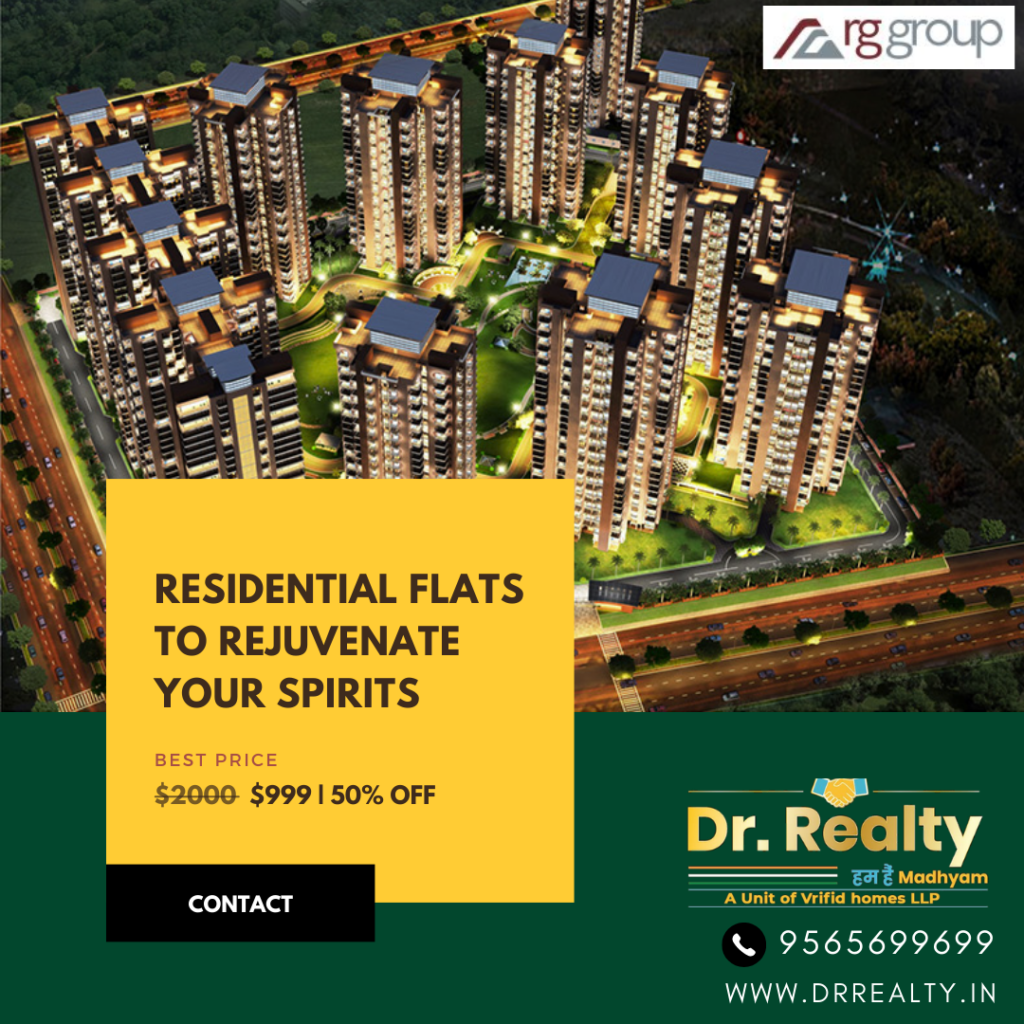 rg group
RESIDENTIAL FLATS
TO REJUVENATE
YOUR SPIRITS
BEST PRICE
$2000 $999 | 50% OFF
CONTACT
Dr. Realty
हम हैं Madhyam
A Unit of Vrifid homes LLP
9565699699
WWW.DRREALTY.IN